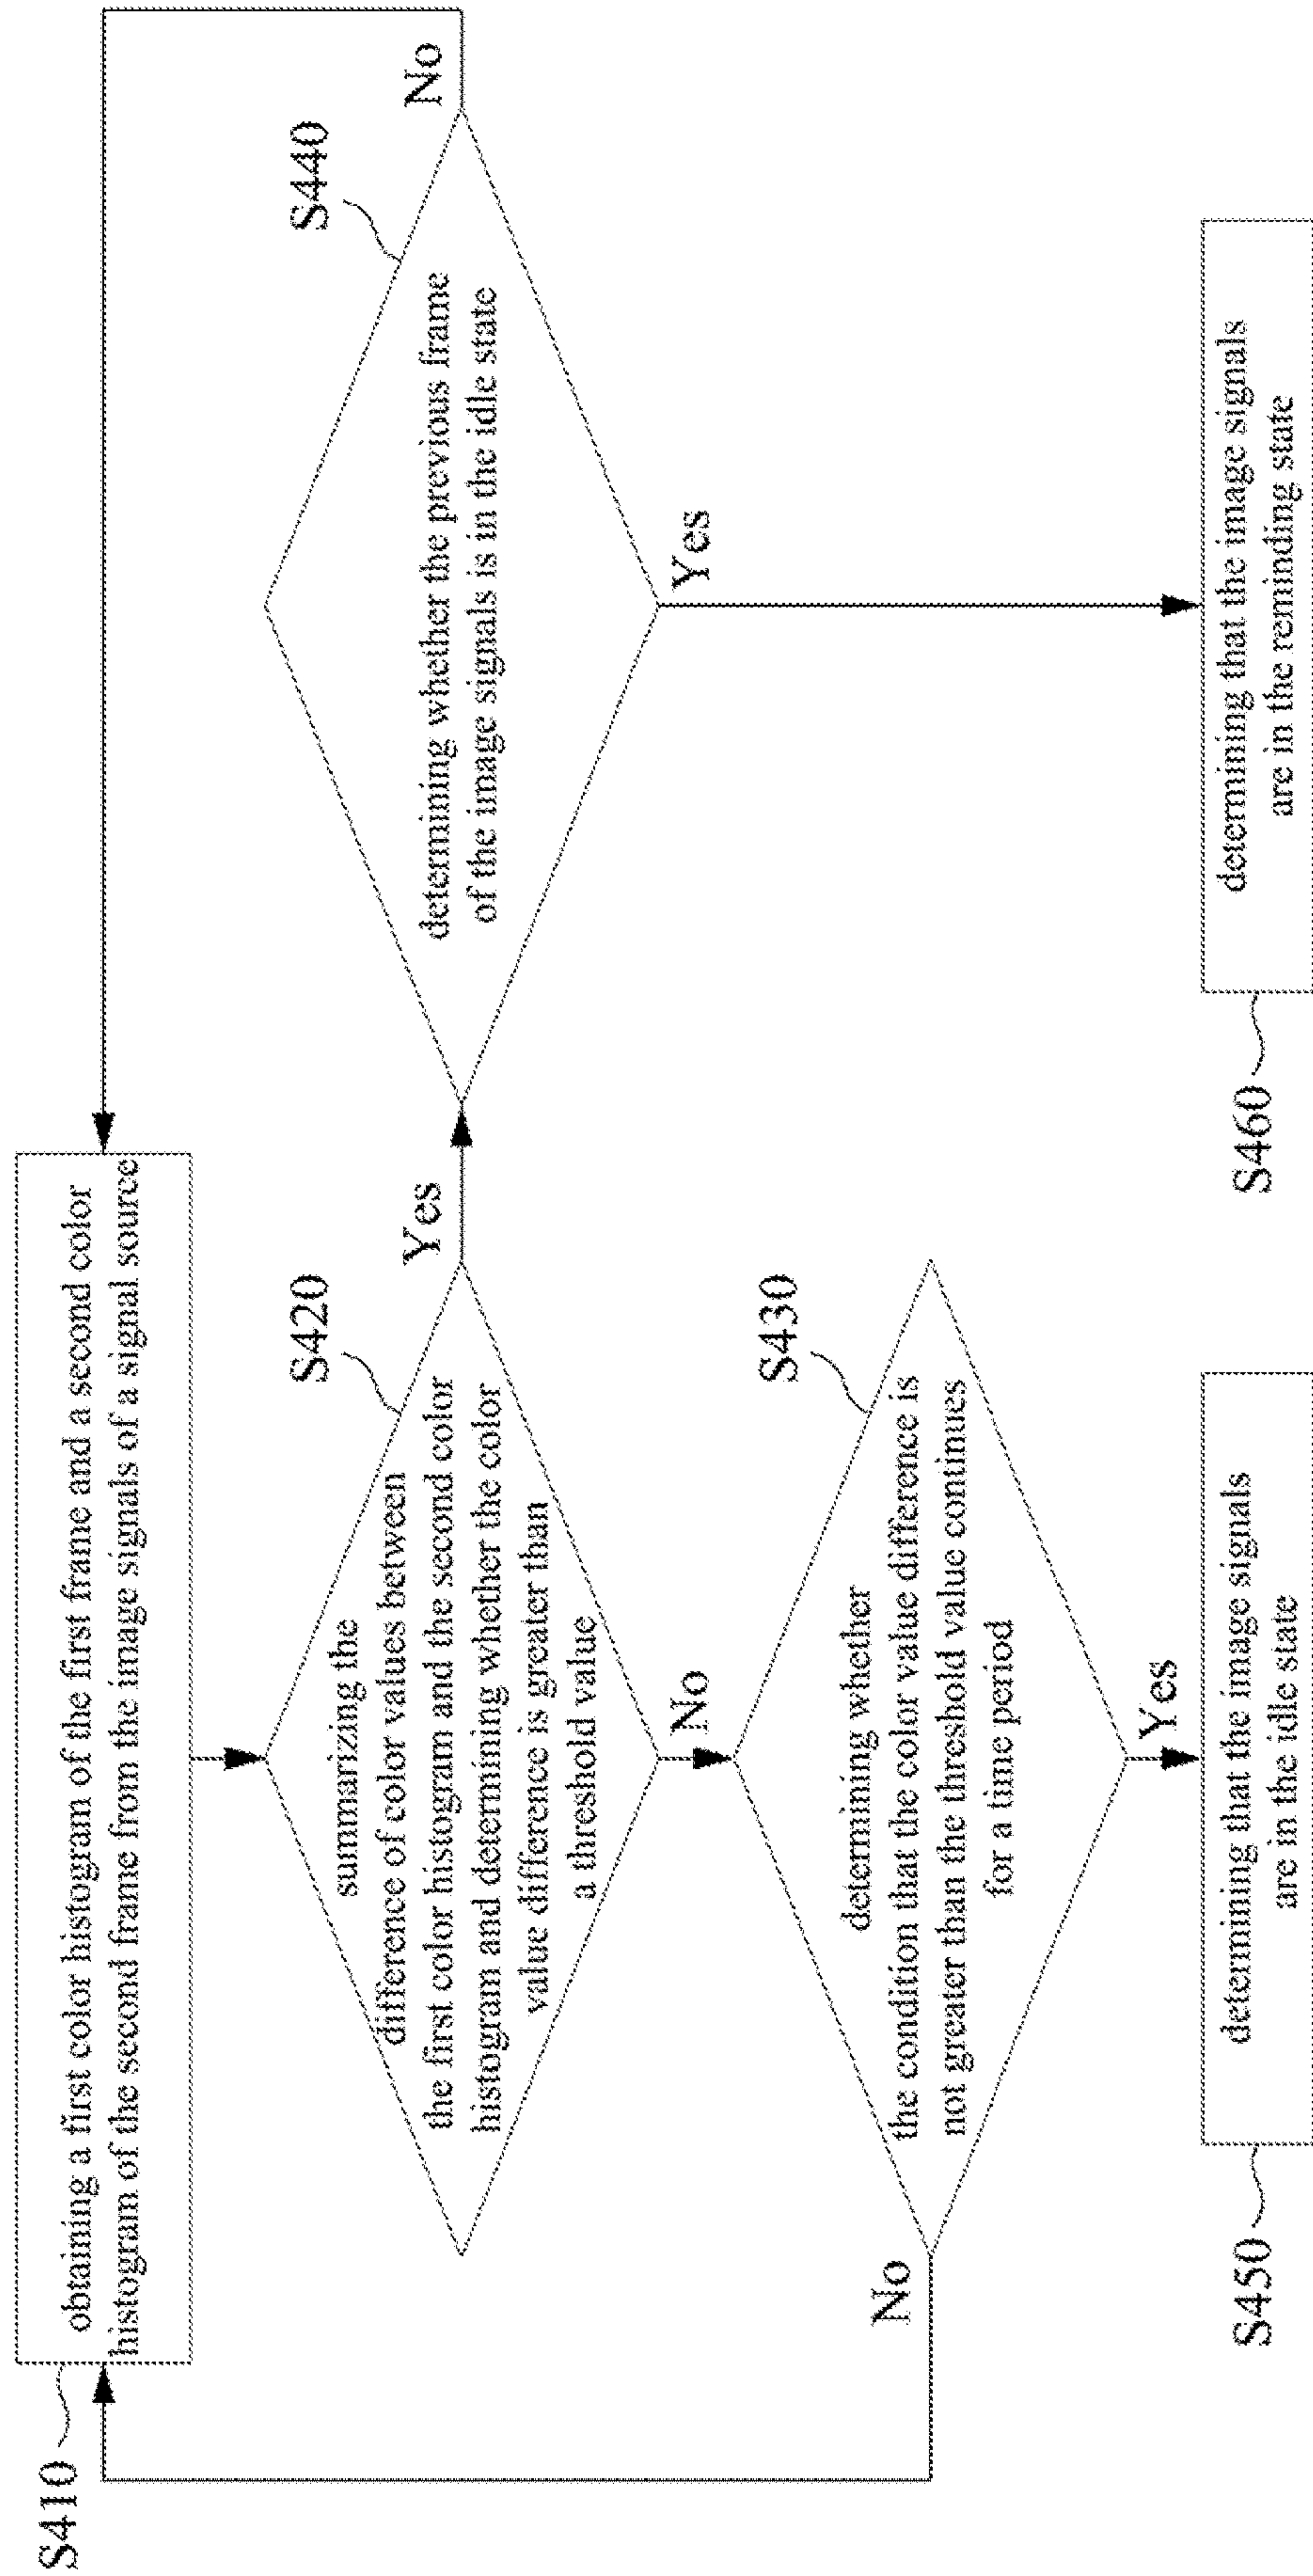 S410
obtaining a first color histogram of the first frame and a second color
histogram of the second frame from the image signals of a signal source
S420
summarizing the
difference of color values between
the first color histogram and the second color
histogram and determining whether the color
value difference is greater than
a threshold value
Yes
No
S440
determining whether the previous frame
of the image signals is in the idle state
No
Yes
S430
determining whether
the condition that the color value difference is
not greater than the threshold value continues
for a time period
No
Yes
S450
determining that the image signals
are in the idle state
S460
determining that the image signals
are in the reminding state